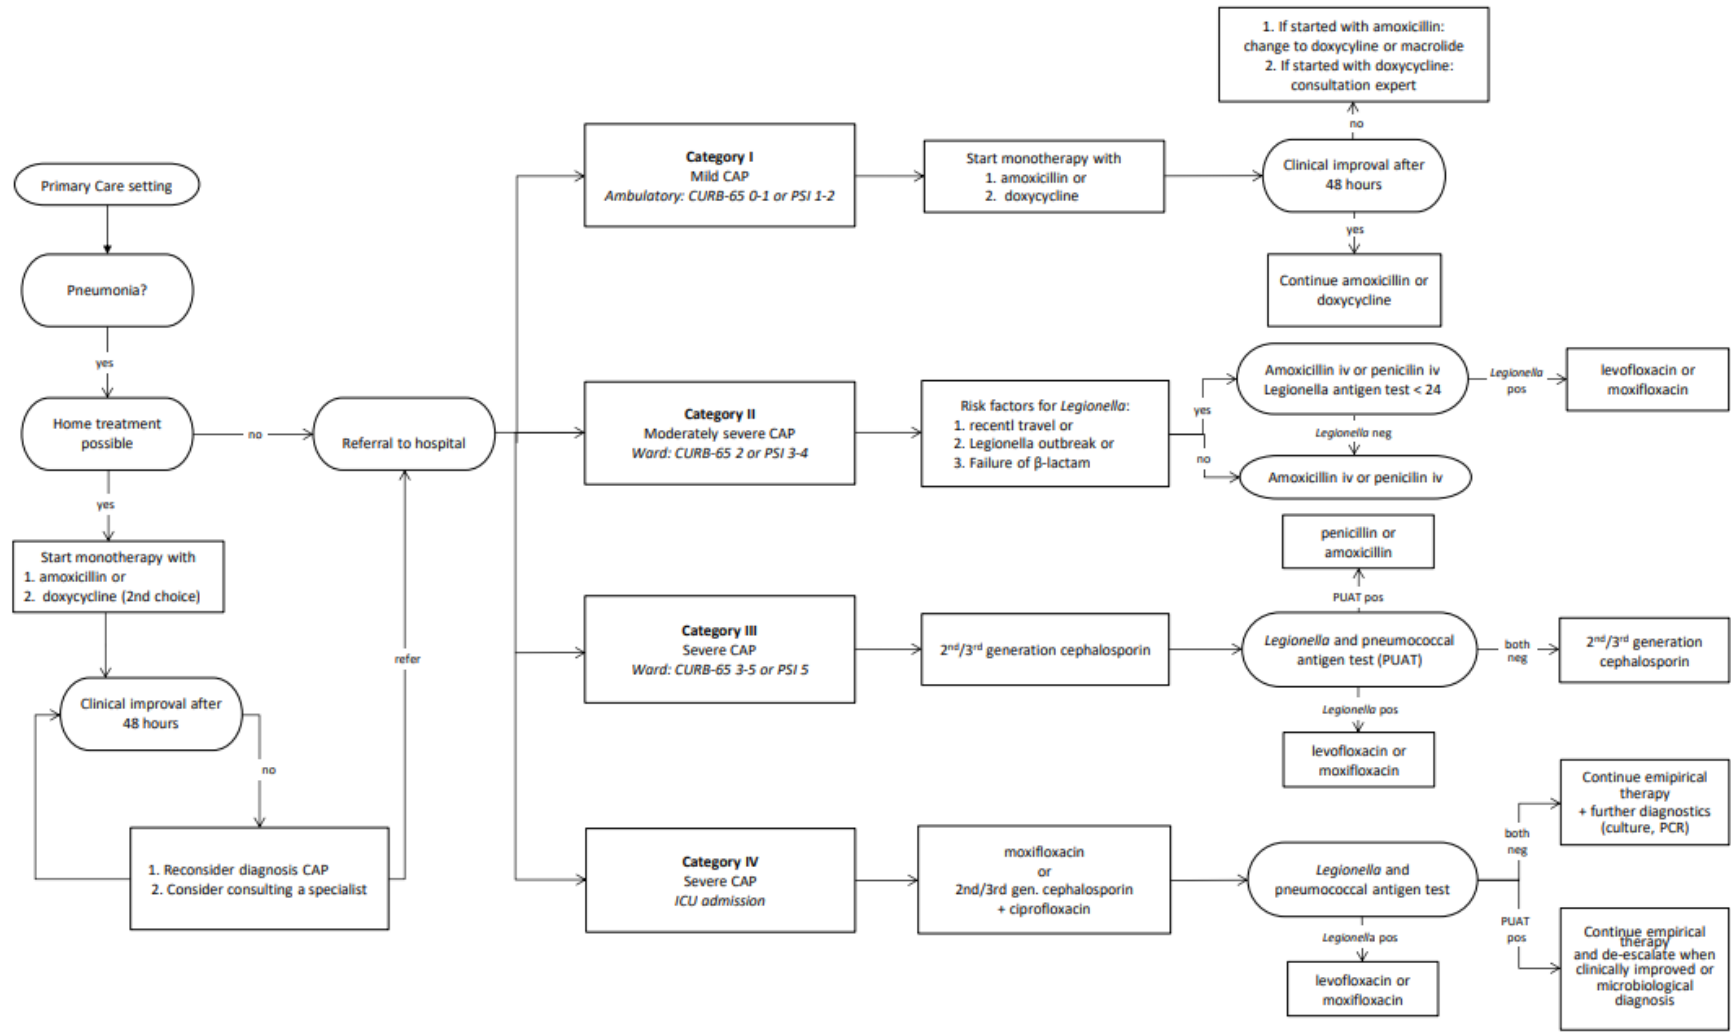 Primary Care setting
Pneumonia?
yes
Home treatment
possible
no
yes
Start monotherapy with
1. amoxicillin or
2. doxycycline (2nd choice)
Clinical improval after
48 hours
no
1. Reconsider diagnosis CAP
2. Consider consulting a specialist
refer
Referral to hospital
Category I
Mild CAP
Ambulatory: CURB-65 0-1 or PSI 1-2
Start monotherapy with
1. amoxicillin or
2. doxycycline
Clinical improval after
48 hours
no
1. If started with amoxicillin:
change to doxycyline or macrolide
2. If started with doxycycline:
consultation expert
yes
Continue amoxicillin or
doxycycline
Category II
Moderately severe CAP
Ward: CURB-65 2 or PSI 3-4
Risk factors for Legionella:
1. recentl travel or
2. Legionella outbreak or
3. Failure of β-lactam
yes
no
Amoxicillin iv or penicilin iv
Legionella antigen test < 24
Legionella
pos
levofloxacin or
moxifloxacin
Legionella neg
Amoxicillin iv or penicilin iv
Category III
Severe CAP
Ward: CURB-65 3-5 or PSI 5
2nd/3rd generation cephalosporin
Legionella and pneumococcal
antigen test (PUAT)
PUAT pos
penicillin or
amoxicillin
both
neg
2nd/3rd generation
cephalosporin
Legionella pos
levofloxacin or
moxifloxacin
Category IV
Severe CAP
ICU admission
moxifloxacin
or
2nd/3rd gen. cephalosporin
+ ciprofloxacin
Legionella and
pneumococcal antigen test
both
neg
Continue emipirical
therapy
+ further diagnostics
(culture, PCR)
PUAT
pos
Continue empirical
therapy
and de-escalate when
clinically improved or
microbiological
diagnosis
Legionella pos
levofloxacin or
moxifloxacin